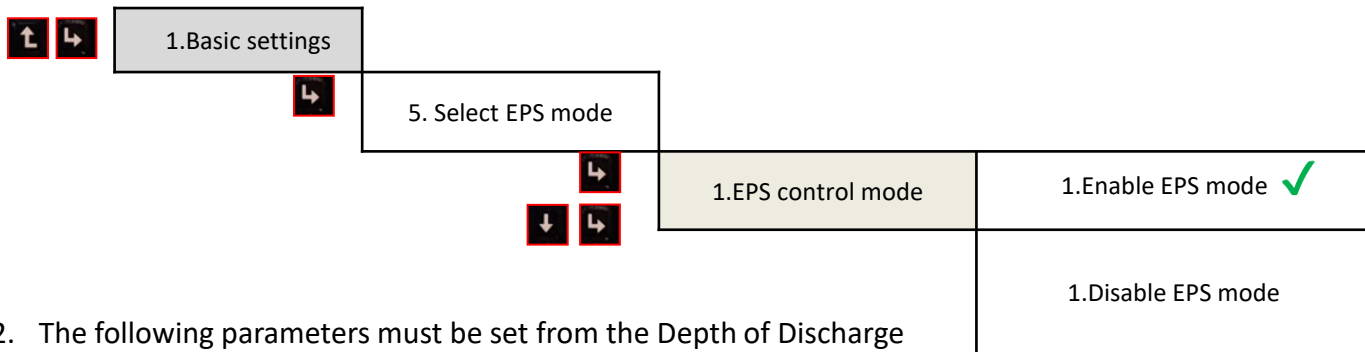 1.Basic settings
5. Select EPS mode
1.EPS control mode
1.Enable EPS mode
1.Disable EPS mode
2. The following parameters must be set from the Depth of Discharge